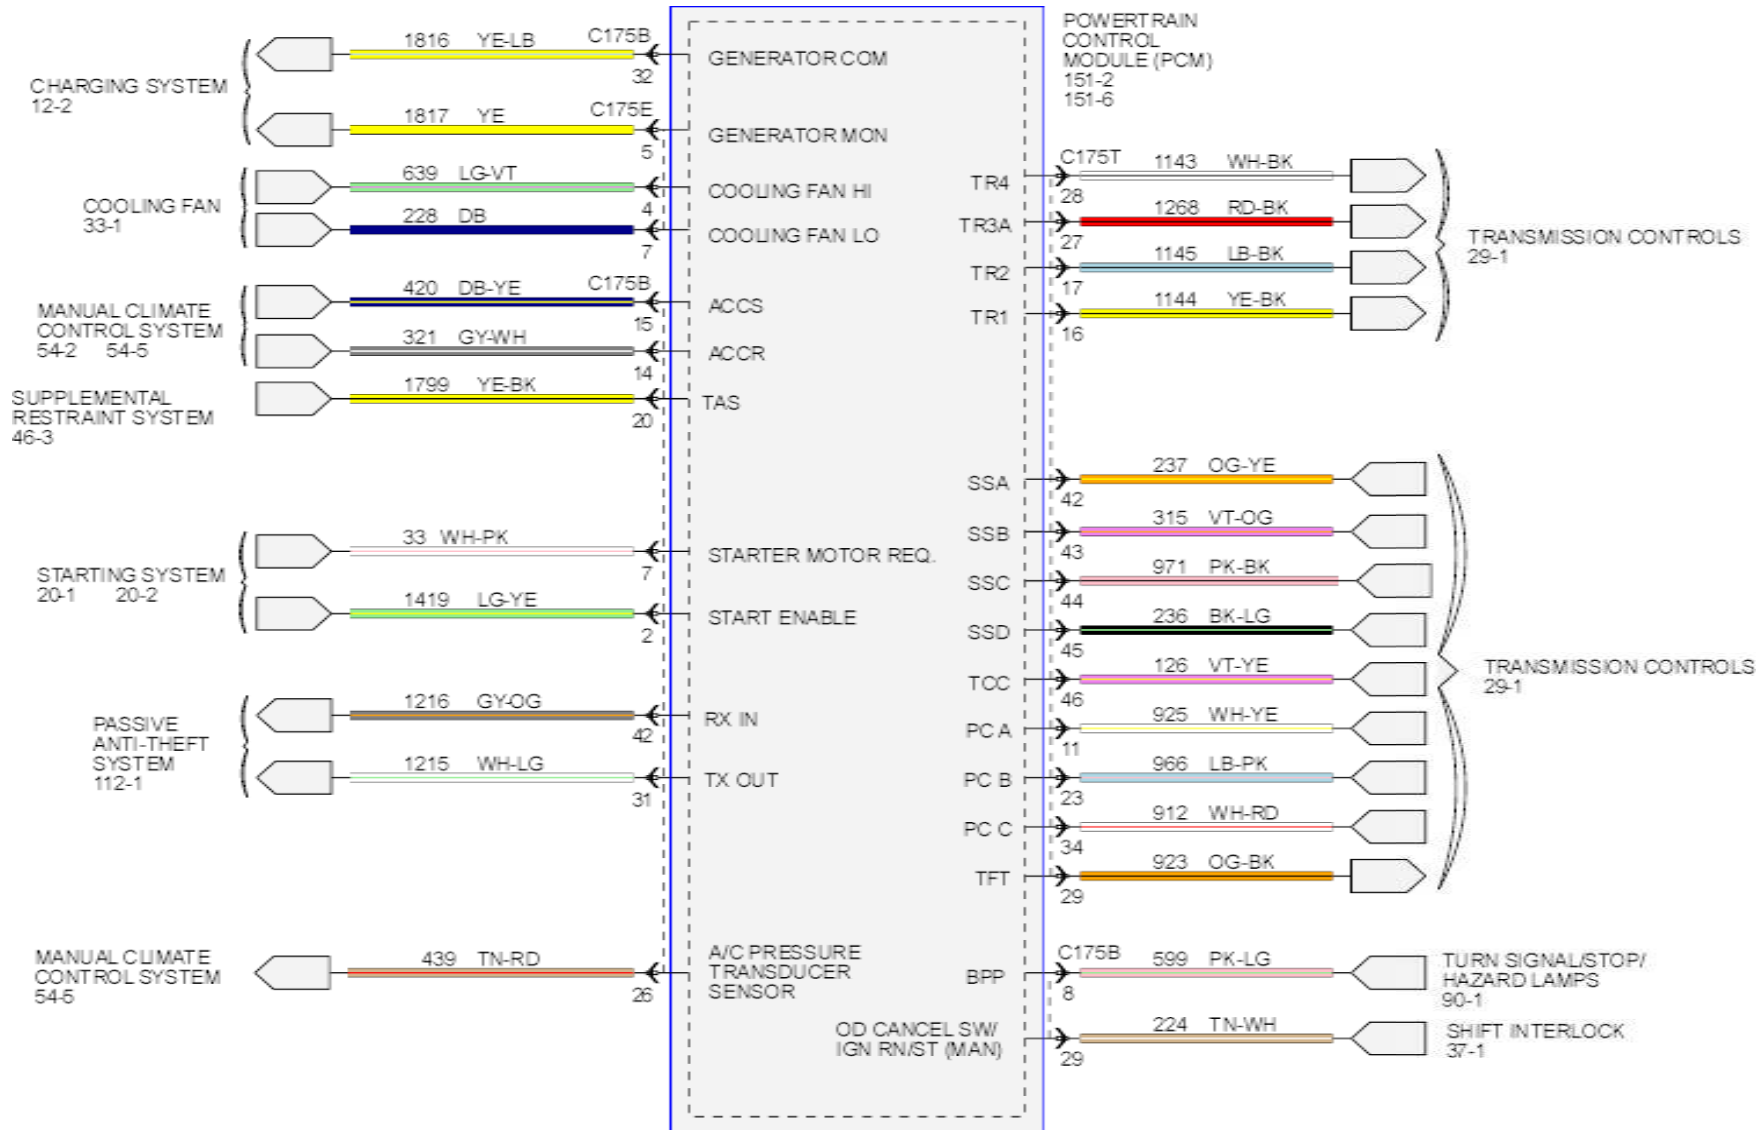 1816 YE-LB C175B
32
GENERATOR COM
CHARGING SYSTEM
12-2
1817 YE C175E
5
GENERATOR MON
639 LG-VT
4
COOLING FAN HI
COOLING FAN
33-1
228 DB
7
COOLING FAN LO
420 DB-YE C175B
15
ACCS
MANUAL CLIMATE
CONTROL SYSTEM
54-2 54-5
321 GY-WH
14
ACCR
SUPPLEMENTAL
RESTRAINT SYSTEM
46-3
1799 YE-BK
20
TAS
33 WH-PK
7
STARTER MOTOR REQ.
STARTING SYSTEM
20-1 20-2
1419 LG-YE
2
START ENABLE
1216 GY-OG
42
RX IN
PASSIVE
ANTI-THEFT
SYSTEM
112-1
1215 WH-LG
31
TX OUT
MANUAL CLIMATE
CONTROL SYSTEM
54-5
439 TN-RD
26
A/C PRESSURE
TRANSDUCER
SENSOR
POWERTRAIN
CONTROL
MODULE (PCM)
151-2
151-6
TR4
C175T 1143 WH-BK
28
TR3A
1268 RD-BK
27
TR2
1145 LB-BK
17
TR1
1144 YE-BK
16
TRANSMISSION CONTROLS
29-1
SSA
237 OG-YE
42
SSB
315 VT-OG
43
SSC
971 PK-BK
44
SSD
236 BK-LG
45
TCC
126 VT-YE
46
PC A
925 WH-YE
11
PC B
966 LB-PK
23
PC C
912 WH-RD
34
TFT
923 OG-BK
29
TRANSMISSION CONTROLS
29-1
BPP
C175B 599 PK-LG
8
TURN SIGNAL/STOP/
HAZARD LAMPS
90-1
OD CANCEL SW/
IGN RN/ST (MAN)
224 TN-WH
29
SHIFT INTERLOCK
37-1